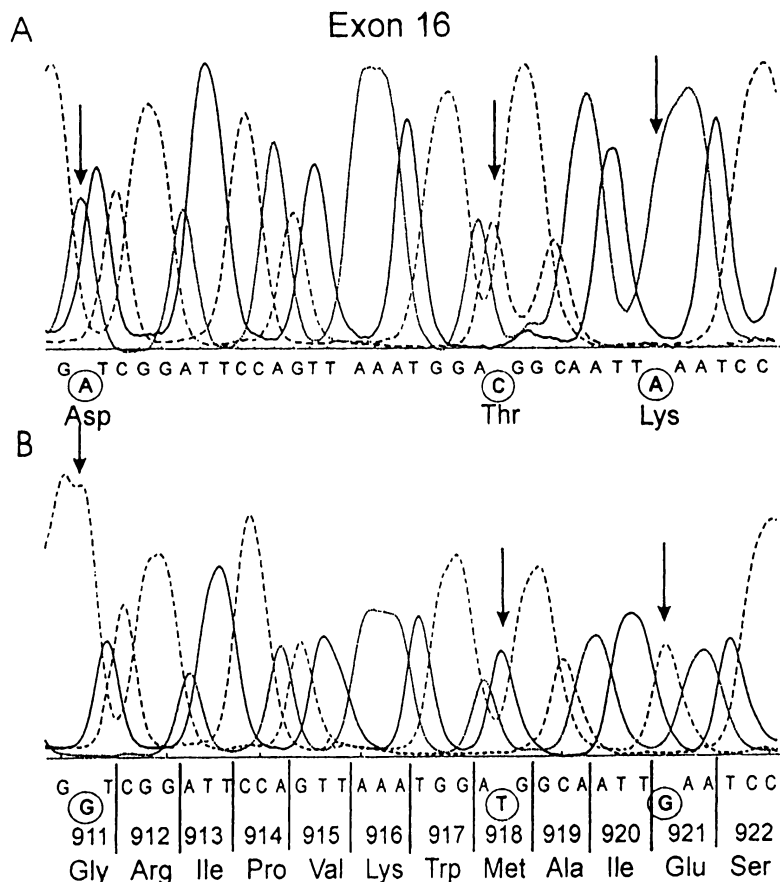 A
Exon 16
G A T C G G A T T C C A G T T A A A T G G A C G G C A A T T A A A T C C
Asp Thr Lys
B
G G T C G G A T T C C A G T T A A A T G G A T G G C A A T T G A A T C C
911 912 913 914 915 916 917 918 919 920 921 922
Gly Arg Ile Pro Val Lys Trp Met Ala Ile Glu Ser